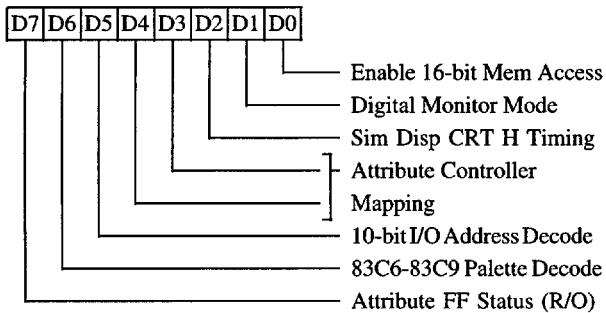 D7 D6 D5 D4 D3 D2 D1 D0
Enable 16-bit Mem Access
Digital Monitor Mode
Sim Disp CRT H Timing
Attribute Controller
Mapping
10-bit I/O Address Decode
83C6-83C9 Palette Decode
Attribute FF Status (R/O)